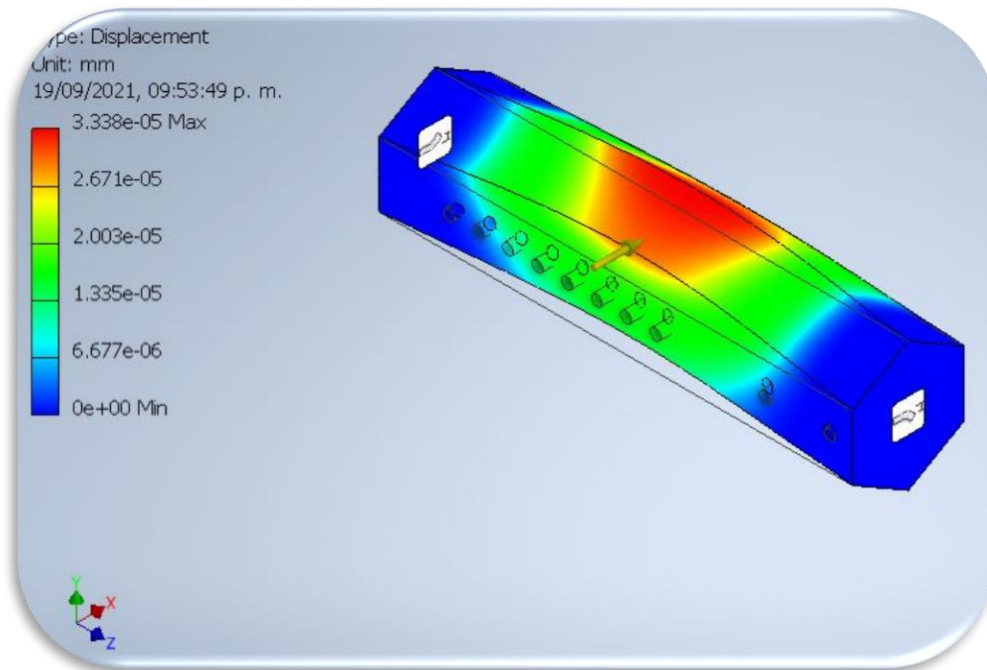 ype: Displacement
Unit: mm
19/09/2021, 09:53:49 p. m.
3.338e-05 Max
2.671e-05
2.003e-05
1.335e-05
6.677e-06
0e+00 Min
Y
X
Z